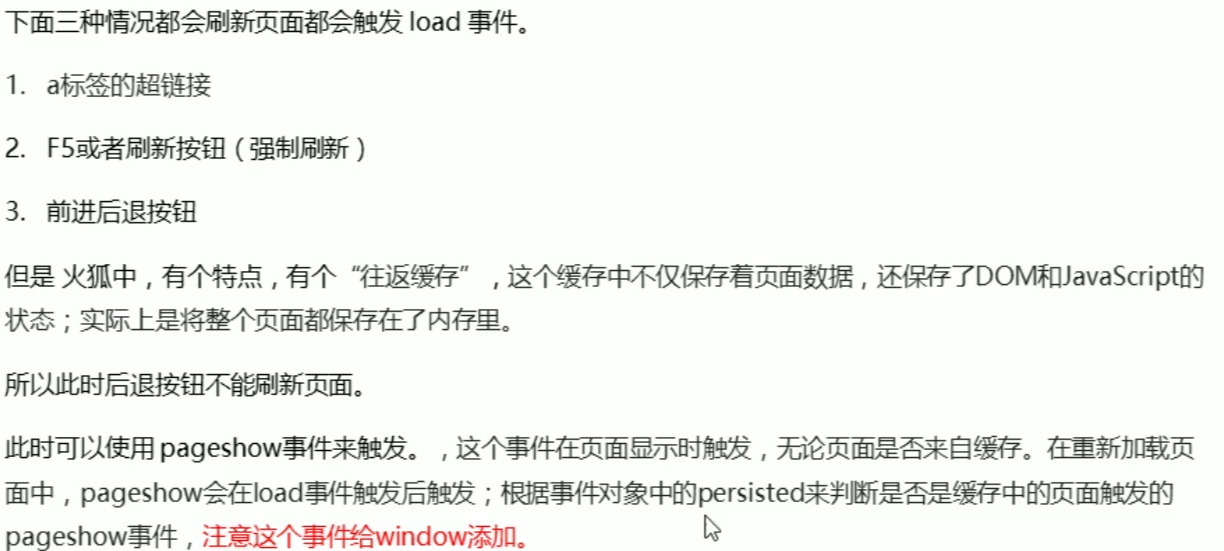 下面三种情况都会刷新页面都会触发 load 事件。
1. a标签的超链接
2. F5或者刷新按钮（强制刷新）
3. 前进后退按钮
但是 火狐中，有个特点，有个“往返缓存”，这个缓存中不仅保存着页面数据，还保存了DOM和JavaScript的
状态；实际上是将整个页面都保存在了内存里。
所以此时后退按钮不能刷新页面。
此时可以使用 pageshow事件来触发。，这个事件在页面显示时触发，无论页面是否来自缓存。在重新加载页
面中，pageshow会在load事件触发后触发；根据事件对象中的persisted来判断是否是缓存中的页面触发的
pageshow事件，注意这个事件给window添加。